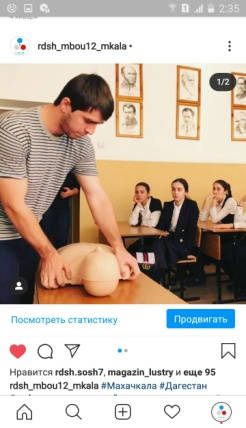 2:35
rdsh_mbou12_mkala •
1/2
Посмотреть статистику
Продвигать
Нравится rdsh.sosh7, magazin_lustry и еще 95
rdsh_mbou12_mkala #Махачкала #Дагестан